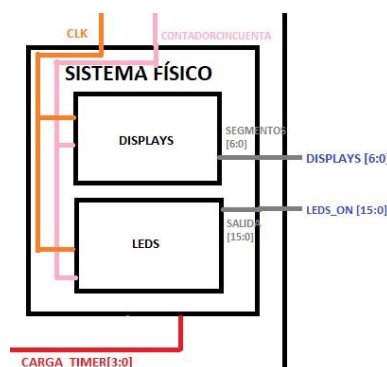 CLK
CONTADORONCUENTA
SISTEMA FÍSICO
DISPLAYS
SEGMENTOS
[6:0]
DISPLAYS [6:0]
LEDS_ON [15:0]
LEDS
SALIDA
[15:0]
CARGA_TIMER[3:0]